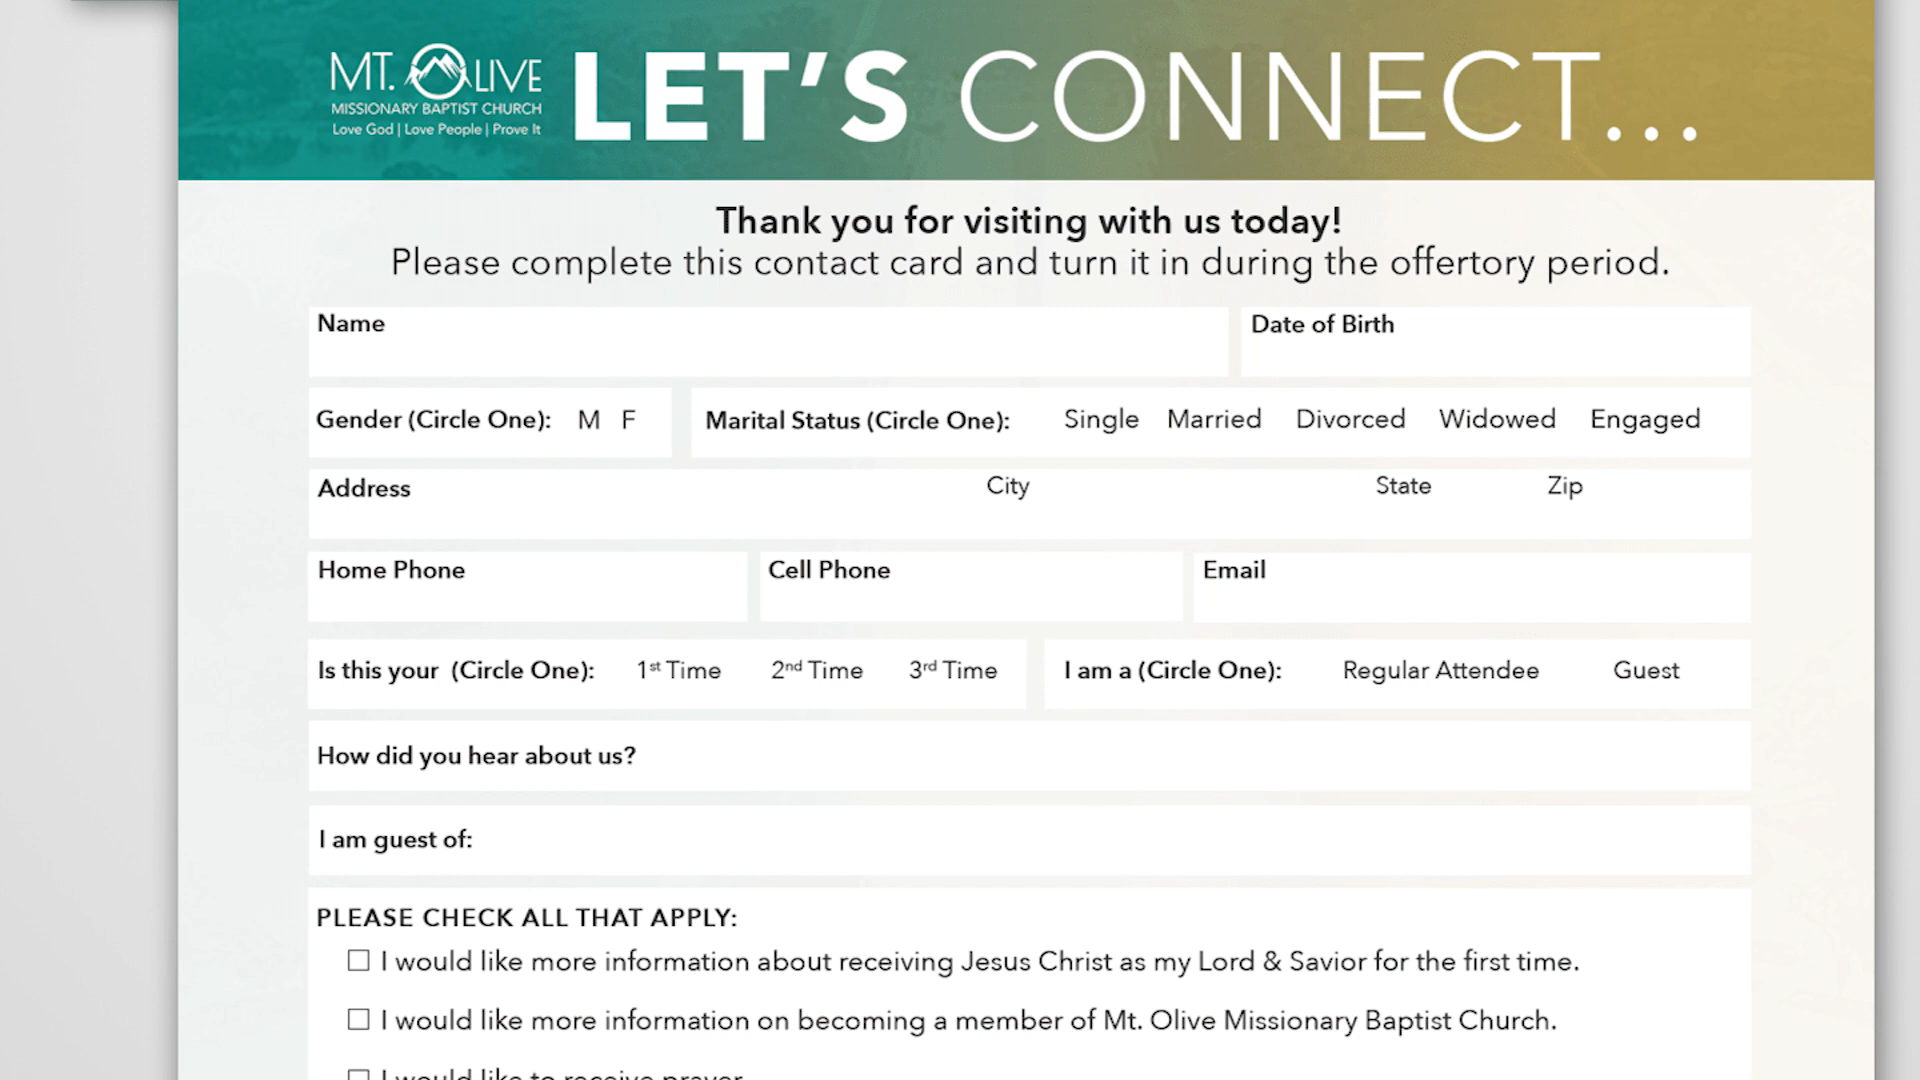 MT. OLIVE
MISSIONARY BAPTIST CHURCH
Love God | Love People | Prove It
LET'S CONNECT...
Thank you for visiting with us today!
Please complete this contact card and turn it in during the offertory period.
Name Date of Birth
Gender (Circle One): M F Marital Status (Circle One): Single Married Divorced Widowed Engaged
Address City State Zip
Home Phone Cell Phone Email
Is this your (Circle One): 1st Time 2nd Time 3rd Time I am a (Circle One): Regular Attendee Guest
How did you hear about us?
I am guest of:
PLEASE CHECK ALL THAT APPLY:
☐ I would like more information about receiving Jesus Christ as my Lord & Savior for the first time.
☐ I would like more information on becoming a member of Mt. Olive Missionary Baptist Church.
☐ I would like to receive prayer